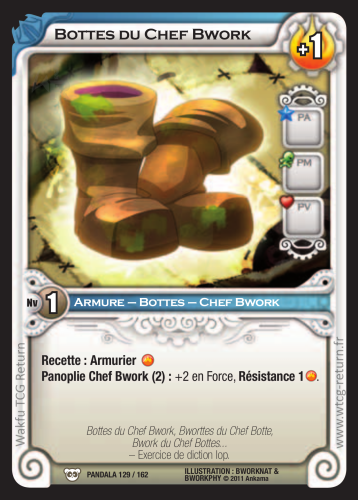 Bottes du Chef Bwork
+1
PA
PM
PV
Nv 1 Armure – Bottes – Chef Bwork
Recette : Armurier
Panoplie Chef Bwork (2) : +2 en Force, Résistance 1.
Bottes du Chef Bwork, Bworttes du Chef Botte,
Bwork du Chef Bottes...
– Exercice de diction Iop.
Wakfu TCG Return
www.wtcg-return.fr
PANDALA 129 / 162
ILLUSTRATION : BWORKNAT &
BWORKPHY © 2011 Ankama